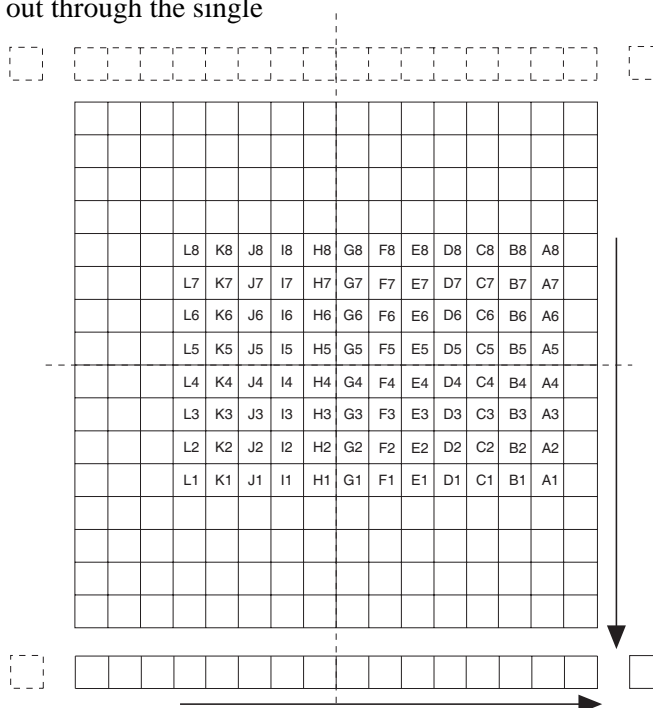 out through the single
L8 K8 J8 I8 H8 G8 F8 E8 D8 C8 B8 A8
L7 K7 J7 I7 H7 G7 F7 E7 D7 C7 B7 A7
L6 K6 J6 I6 H6 G6 F6 E6 D6 C6 B6 A6
L5 K5 J5 I5 H5 G5 F5 E5 D5 C5 B5 A5
L4 K4 J4 I4 H4 G4 F4 E4 D4 C4 B4 A4
L3 K3 J3 I3 H3 G3 F3 E3 D3 C3 B3 A3
L2 K2 J2 I2 H2 G2 F2 E2 D2 C2 B2 A2
L1 K1 J1 I1 H1 G1 F1 E1 D1 C1 B1 A1